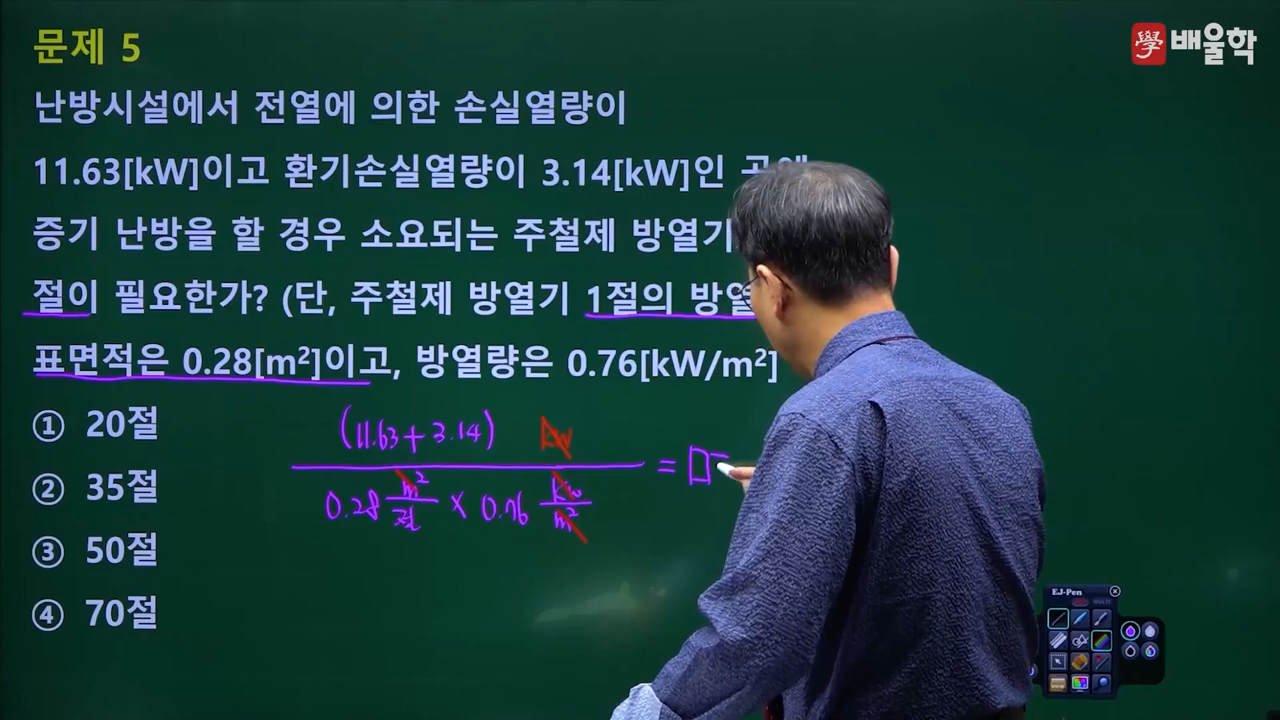 문제 5
學 배울학
난방시설에서 전열에 의한 손실열량이
11.63[kW]이고 환기손실열량이 3.14[kW]인
증기 난방을 할 경우 소요되는 주철제 방열기
절이 필요한가? (단, 주철제 방열기 1절의 방열
표면적은 0.28[m²]이고, 방열량은 0.76[kW/m²]
① 20절
② 35절
③ 50절
④ 70절
(11.63+3.14) kW
0.28 m²/절 × 0.76 kW/m²
=
EJ-Pen